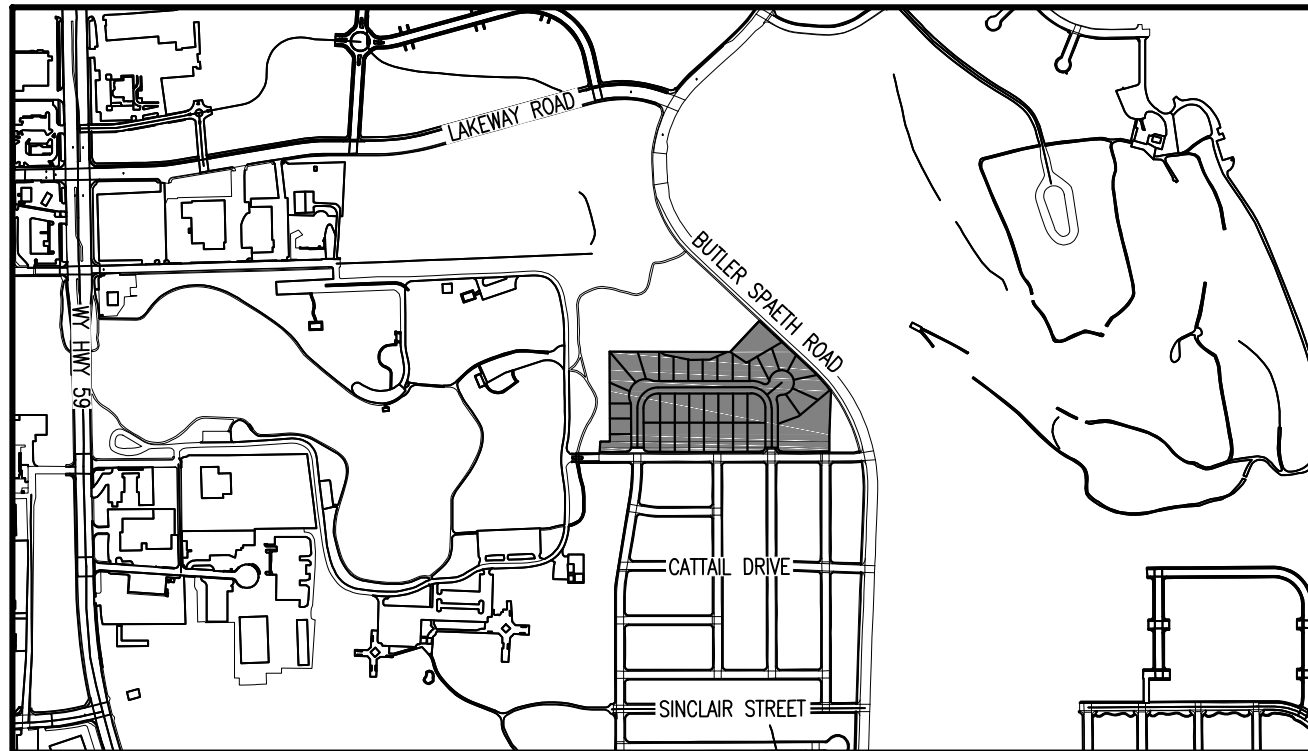 LAKEWAY ROAD
BUTLER SPAETH ROAD
WY HWY 59
CATTAIL DRIVE
SINCLAIR STREET